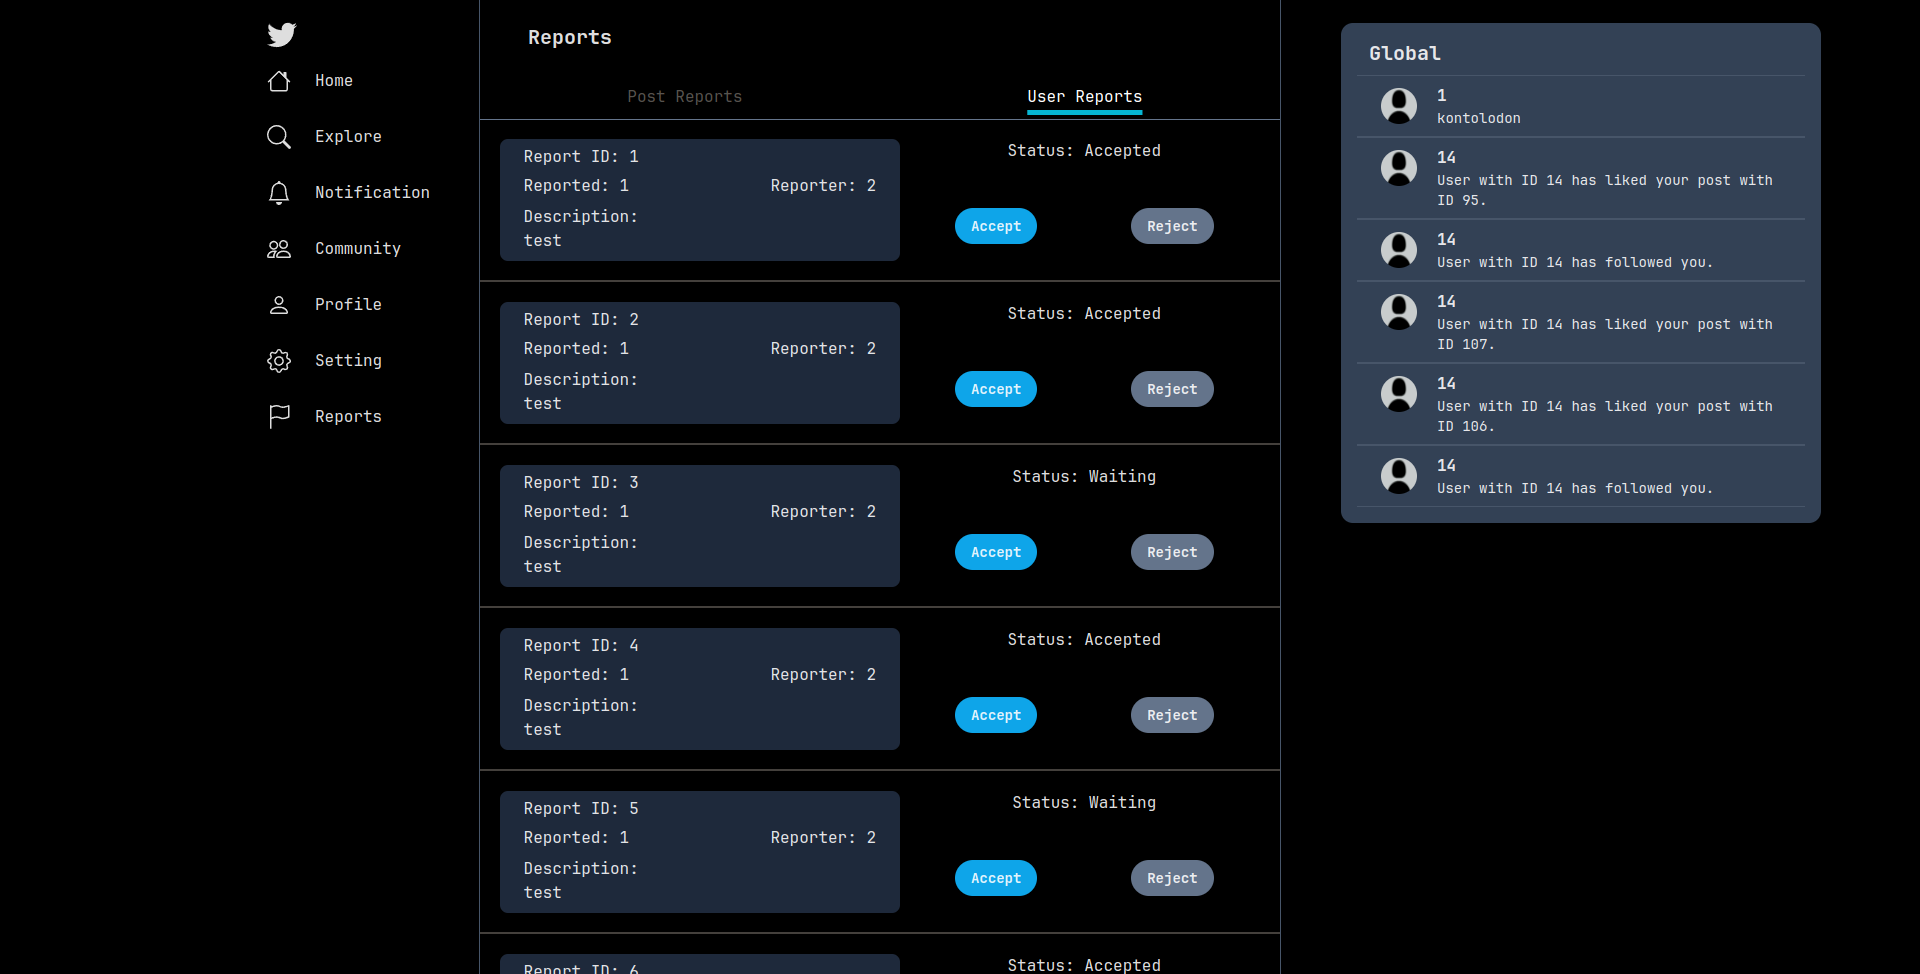 Home
Explore
Notification
Community
Profile
Setting
Reports
Reports
Post Reports User Reports
Report ID: 1
Reported: 1 Reporter: 2
Description:
test
Status: Accepted
Accept Reject
Report ID: 2
Reported: 1 Reporter: 2
Description:
test
Status: Accepted
Accept Reject
Report ID: 3
Reported: 1 Reporter: 2
Description:
test
Status: Waiting
Accept Reject
Report ID: 4
Reported: 1 Reporter: 2
Description:
test
Status: Accepted
Accept Reject
Report ID: 5
Reported: 1 Reporter: 2
Description:
test
Status: Waiting
Accept Reject
Report ID: 6
Status: Accepted
Global
1
kontolodon
14
User with ID 14 has liked your post with
ID 95.
14
User with ID 14 has followed you.
14
User with ID 14 has liked your post with
ID 107.
14
User with ID 14 has liked your post with
ID 106.
14
User with ID 14 has followed you.